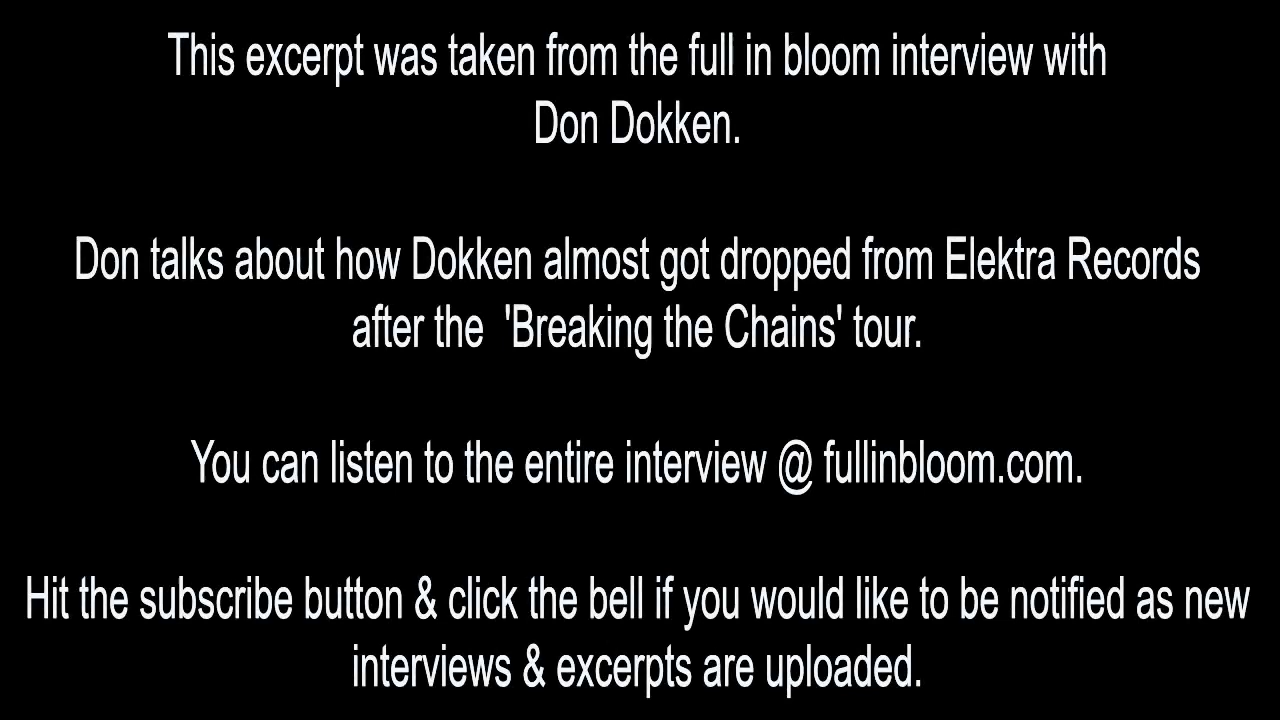 This excerpt was taken from the full in bloom interview with
Don Dokken.
Don talks about how Dokken almost got dropped from Elektra Records
after the  'Breaking the Chains' tour.
You can listen to the entire interview @ fullinbloom.com.
Hit the subscribe button & click the bell if you would like to be notified as new
interviews & excerpts are uploaded.